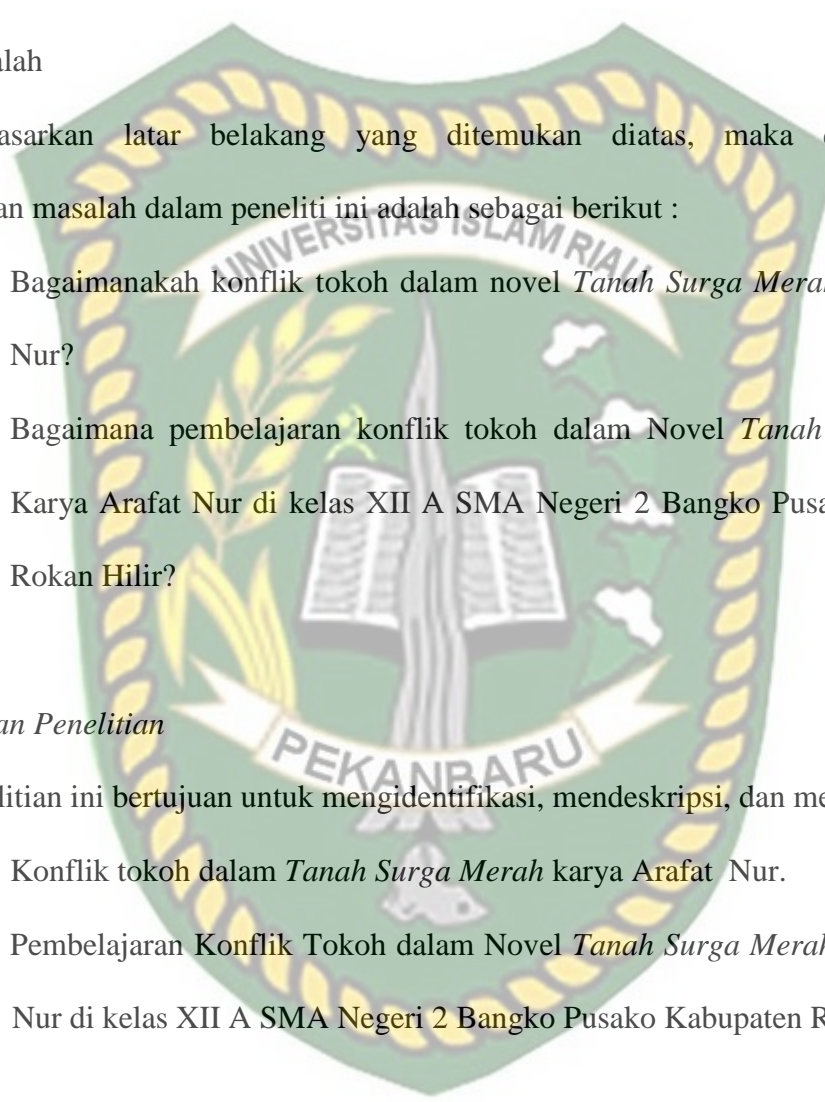 alah
asarkan latar belakang yang ditemukan diatas, maka
an masalah dalam peneliti ini adalah sebagai berikut :
UNIVERSITAS ISLAM RIAU
Bagaimanakah konflik tokoh dalam novel Tanah Surga Merah
Nur?
Bagaimana pembelajaran konflik tokoh dalam Novel Tanah
Karya Arafat Nur di kelas XII A SMA Negeri 2 Bangko Pusa
Rokan Hilir?
an Penelitian
PEKANBARU
litian ini bertujuan untuk mengidentifikasi, mendeskripsi, dan me
Konflik tokoh dalam Tanah Surga Merah karya Arafat Nur.
Pembelajaran Konflik Tokoh dalam Novel Tanah Surga Merah
Nur di kelas XII A SMA Negeri 2 Bangko Pusako Kabupaten R